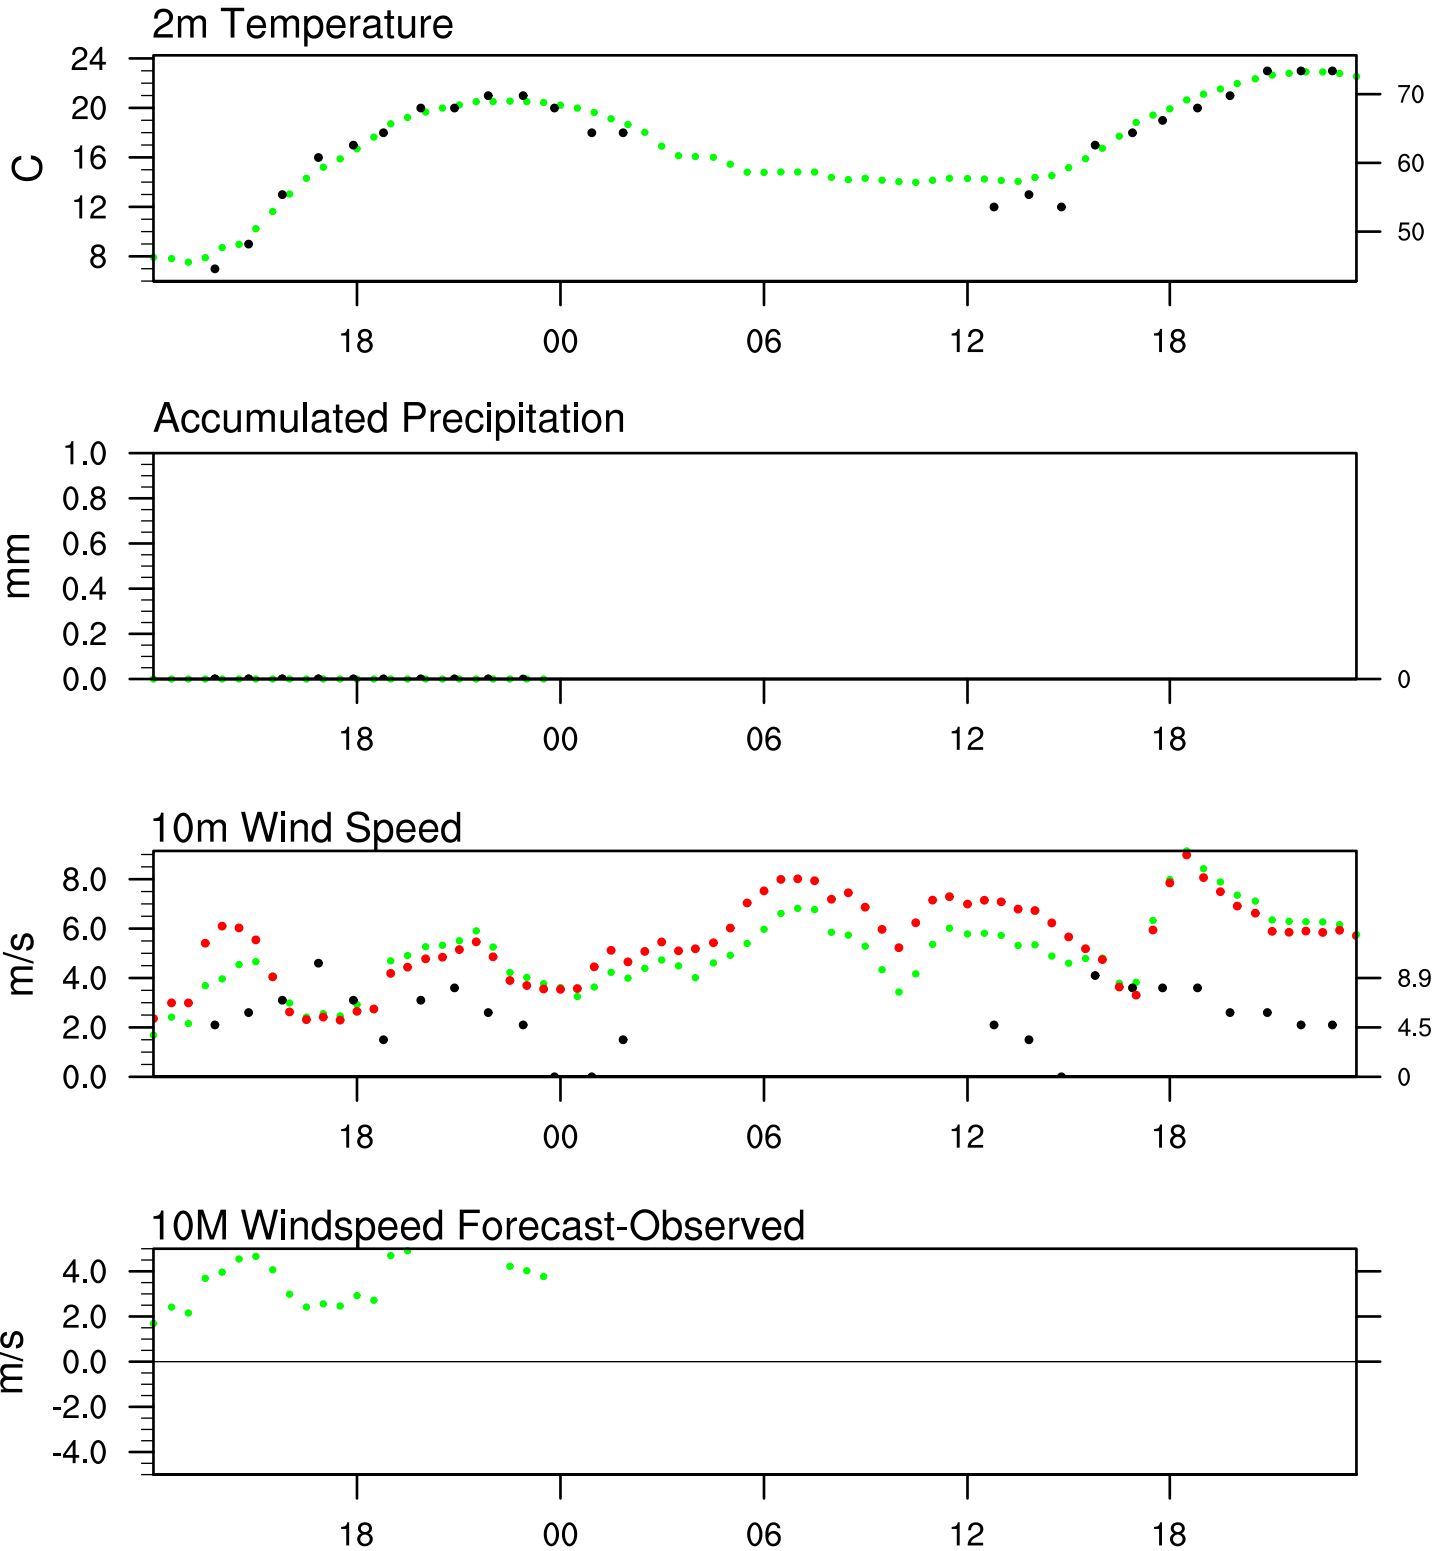 2m Temperature
24
20
16
12
8
C
70
60
50
18 00 06 12 18
Accumulated Precipitation
1.0
0.8
0.6
0.4
0.2
0.0
mm
0
18 00 06 12 18
10m Wind Speed
8.0
6.0
4.0
2.0
0.0
m/s
8.9
4.5
0
18 00 06 12 18
10M Windspeed Forecast-Observed
4.0
2.0
0.0
-2.0
-4.0
m/s
18 00 06 12 18